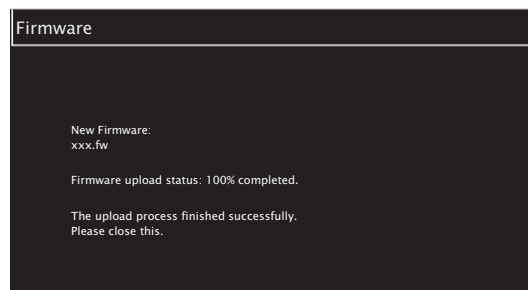 Firmware
New Firmware:
xxx.fw
Firmware upload status: 100% completed.
The upload process finished successfully.
Please close this.